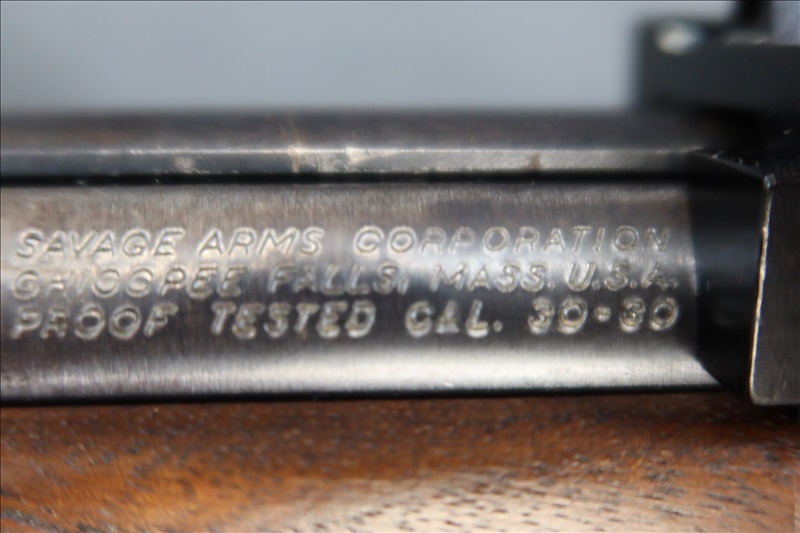 SAVAGE ARMS CORPORATION
CHICOPEE FALLS, MASS. U.S.A.
PROOF TESTED CAL. 30-30